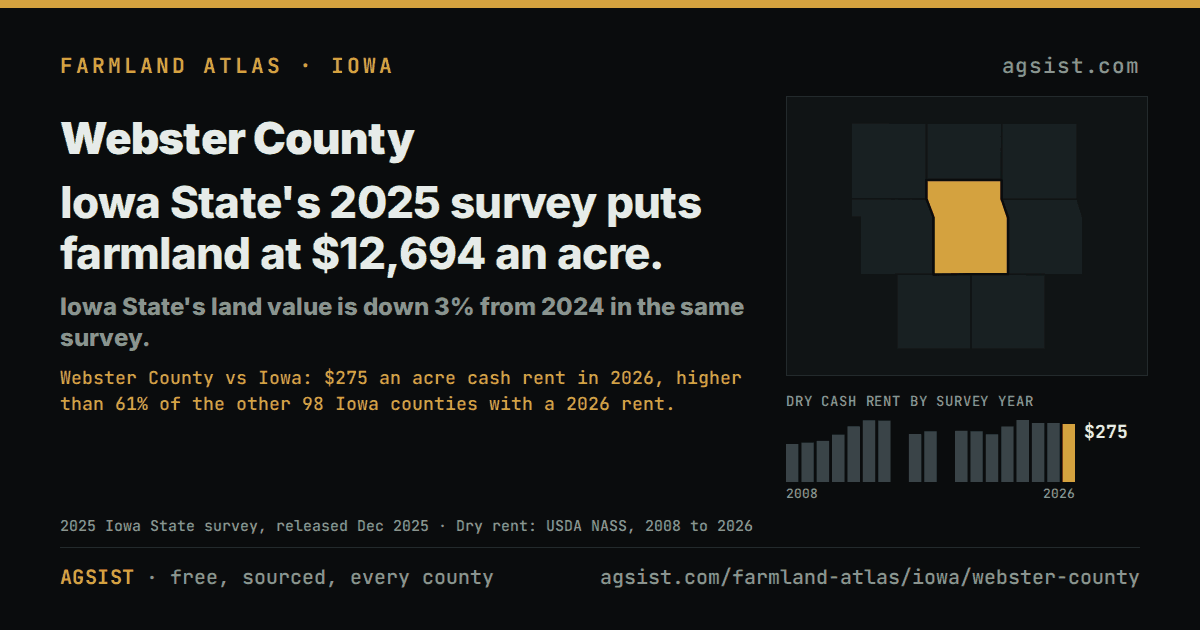 FARMLAND ATLAS · IOWA
agsist.com
Webster County
Iowa State's 2025 survey puts
farmland at $12,694 an acre.
Iowa State's land value is down 3% from 2024 in the same
survey.
Webster County vs Iowa: $275 an acre cash rent in 2026, higher
than 61% of the other 98 Iowa counties with a 2026 rent.
DRY CASH RENT BY SURVEY YEAR
$275
2008
2026
2025 Iowa State survey, released Dec 2025 · Dry rent: USDA NASS, 2008 to 2026
AGSIST · free, sourced, every county
agsist.com/farmland-atlas/iowa/webster-county